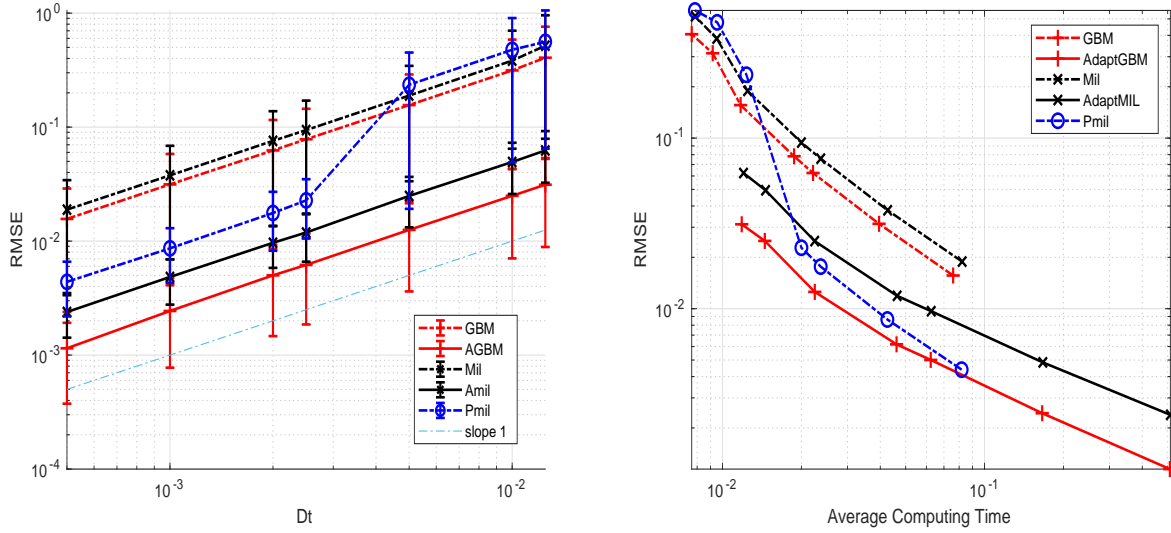 10^0
10^-1
10^-2
10^-3
10^-4
RMSE
10^-3
10^-2
Dt
GBM
AGBM
Mil
Amil
Pmil
slope 1
10^-1
10^-2
RMSE
10^-2
10^-1
Average Computing Time
GBM
AdaptGBM
Mil
AdaptMIL
Pmil